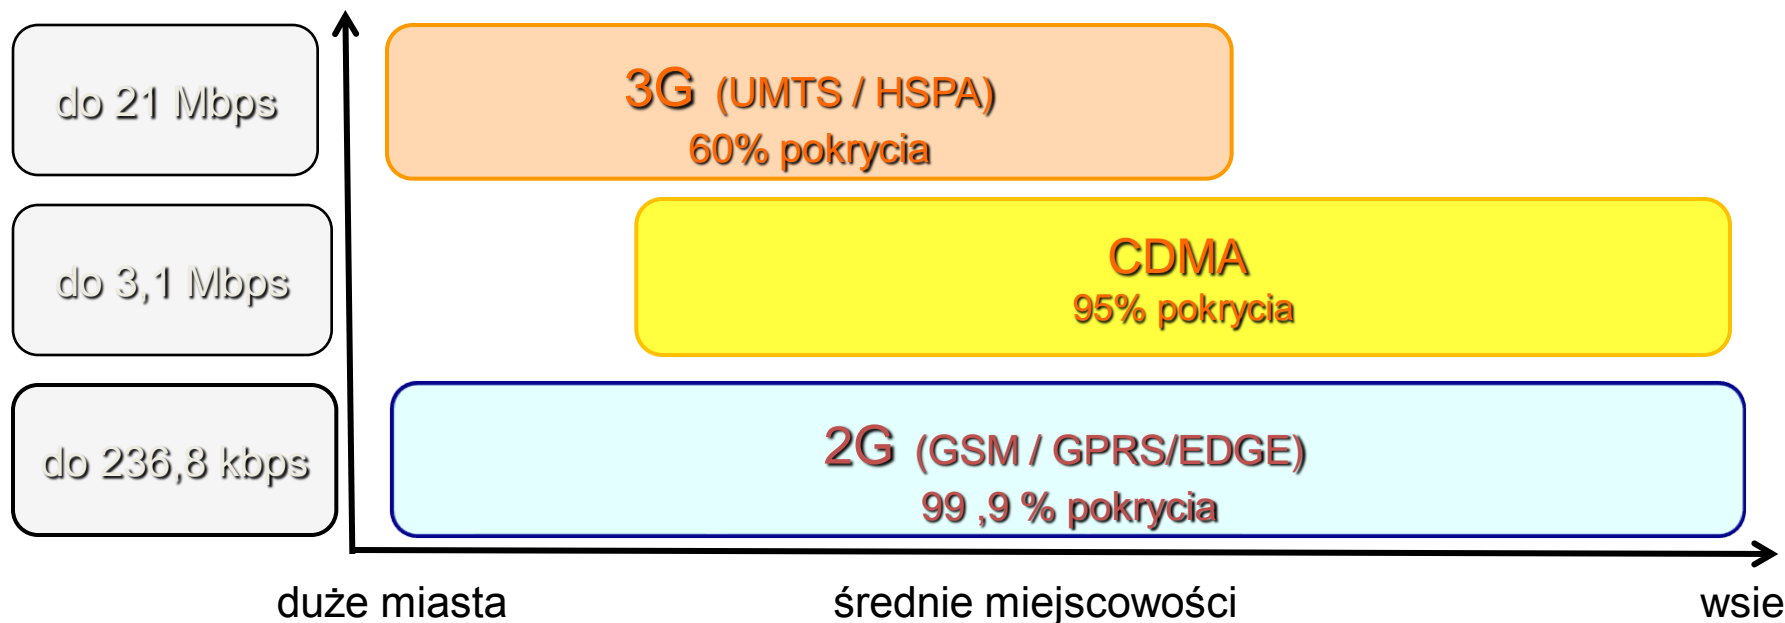 do 21 Mbps
3G (UMTS / HSPA)
60% pokrycia
do 3,1 Mbps
CDMA
95% pokrycia
do 236,8 kbps
2G (GSM / GPRS/EDGE)
99 ,9 % pokrycia
duże miasta
średnie miejscowości
wsie